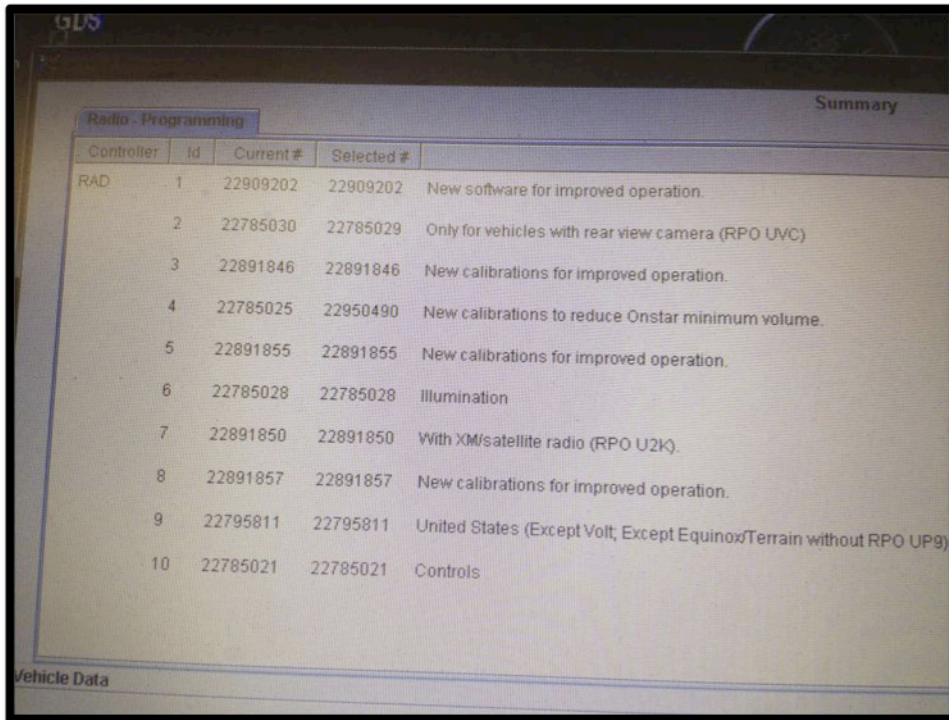 GDS
Summary
Radio - Programming
Controller Id Current # Selected #
RAD 1 22909202 22909202 New software for improved operation.
2 22785030 22785029 Only for vehicles with rear view camera (RPO UVC)
3 22891846 22891846 New calibrations for improved operation.
4 22785025 22950490 New calibrations to reduce Onstar minimum volume.
5 22891855 22891855 New calibrations for improved operation.
6 22785028 22785028 Illumination
7 22891850 22891850 With XM/satellite radio (RPO U2K).
8 22891857 22891857 New calibrations for improved operation.
9 22795811 22795811 United States (Except Volt; Except Equinox/Terrain without RPO UP9)
10 22785021 22785021 Controls
Vehicle Data